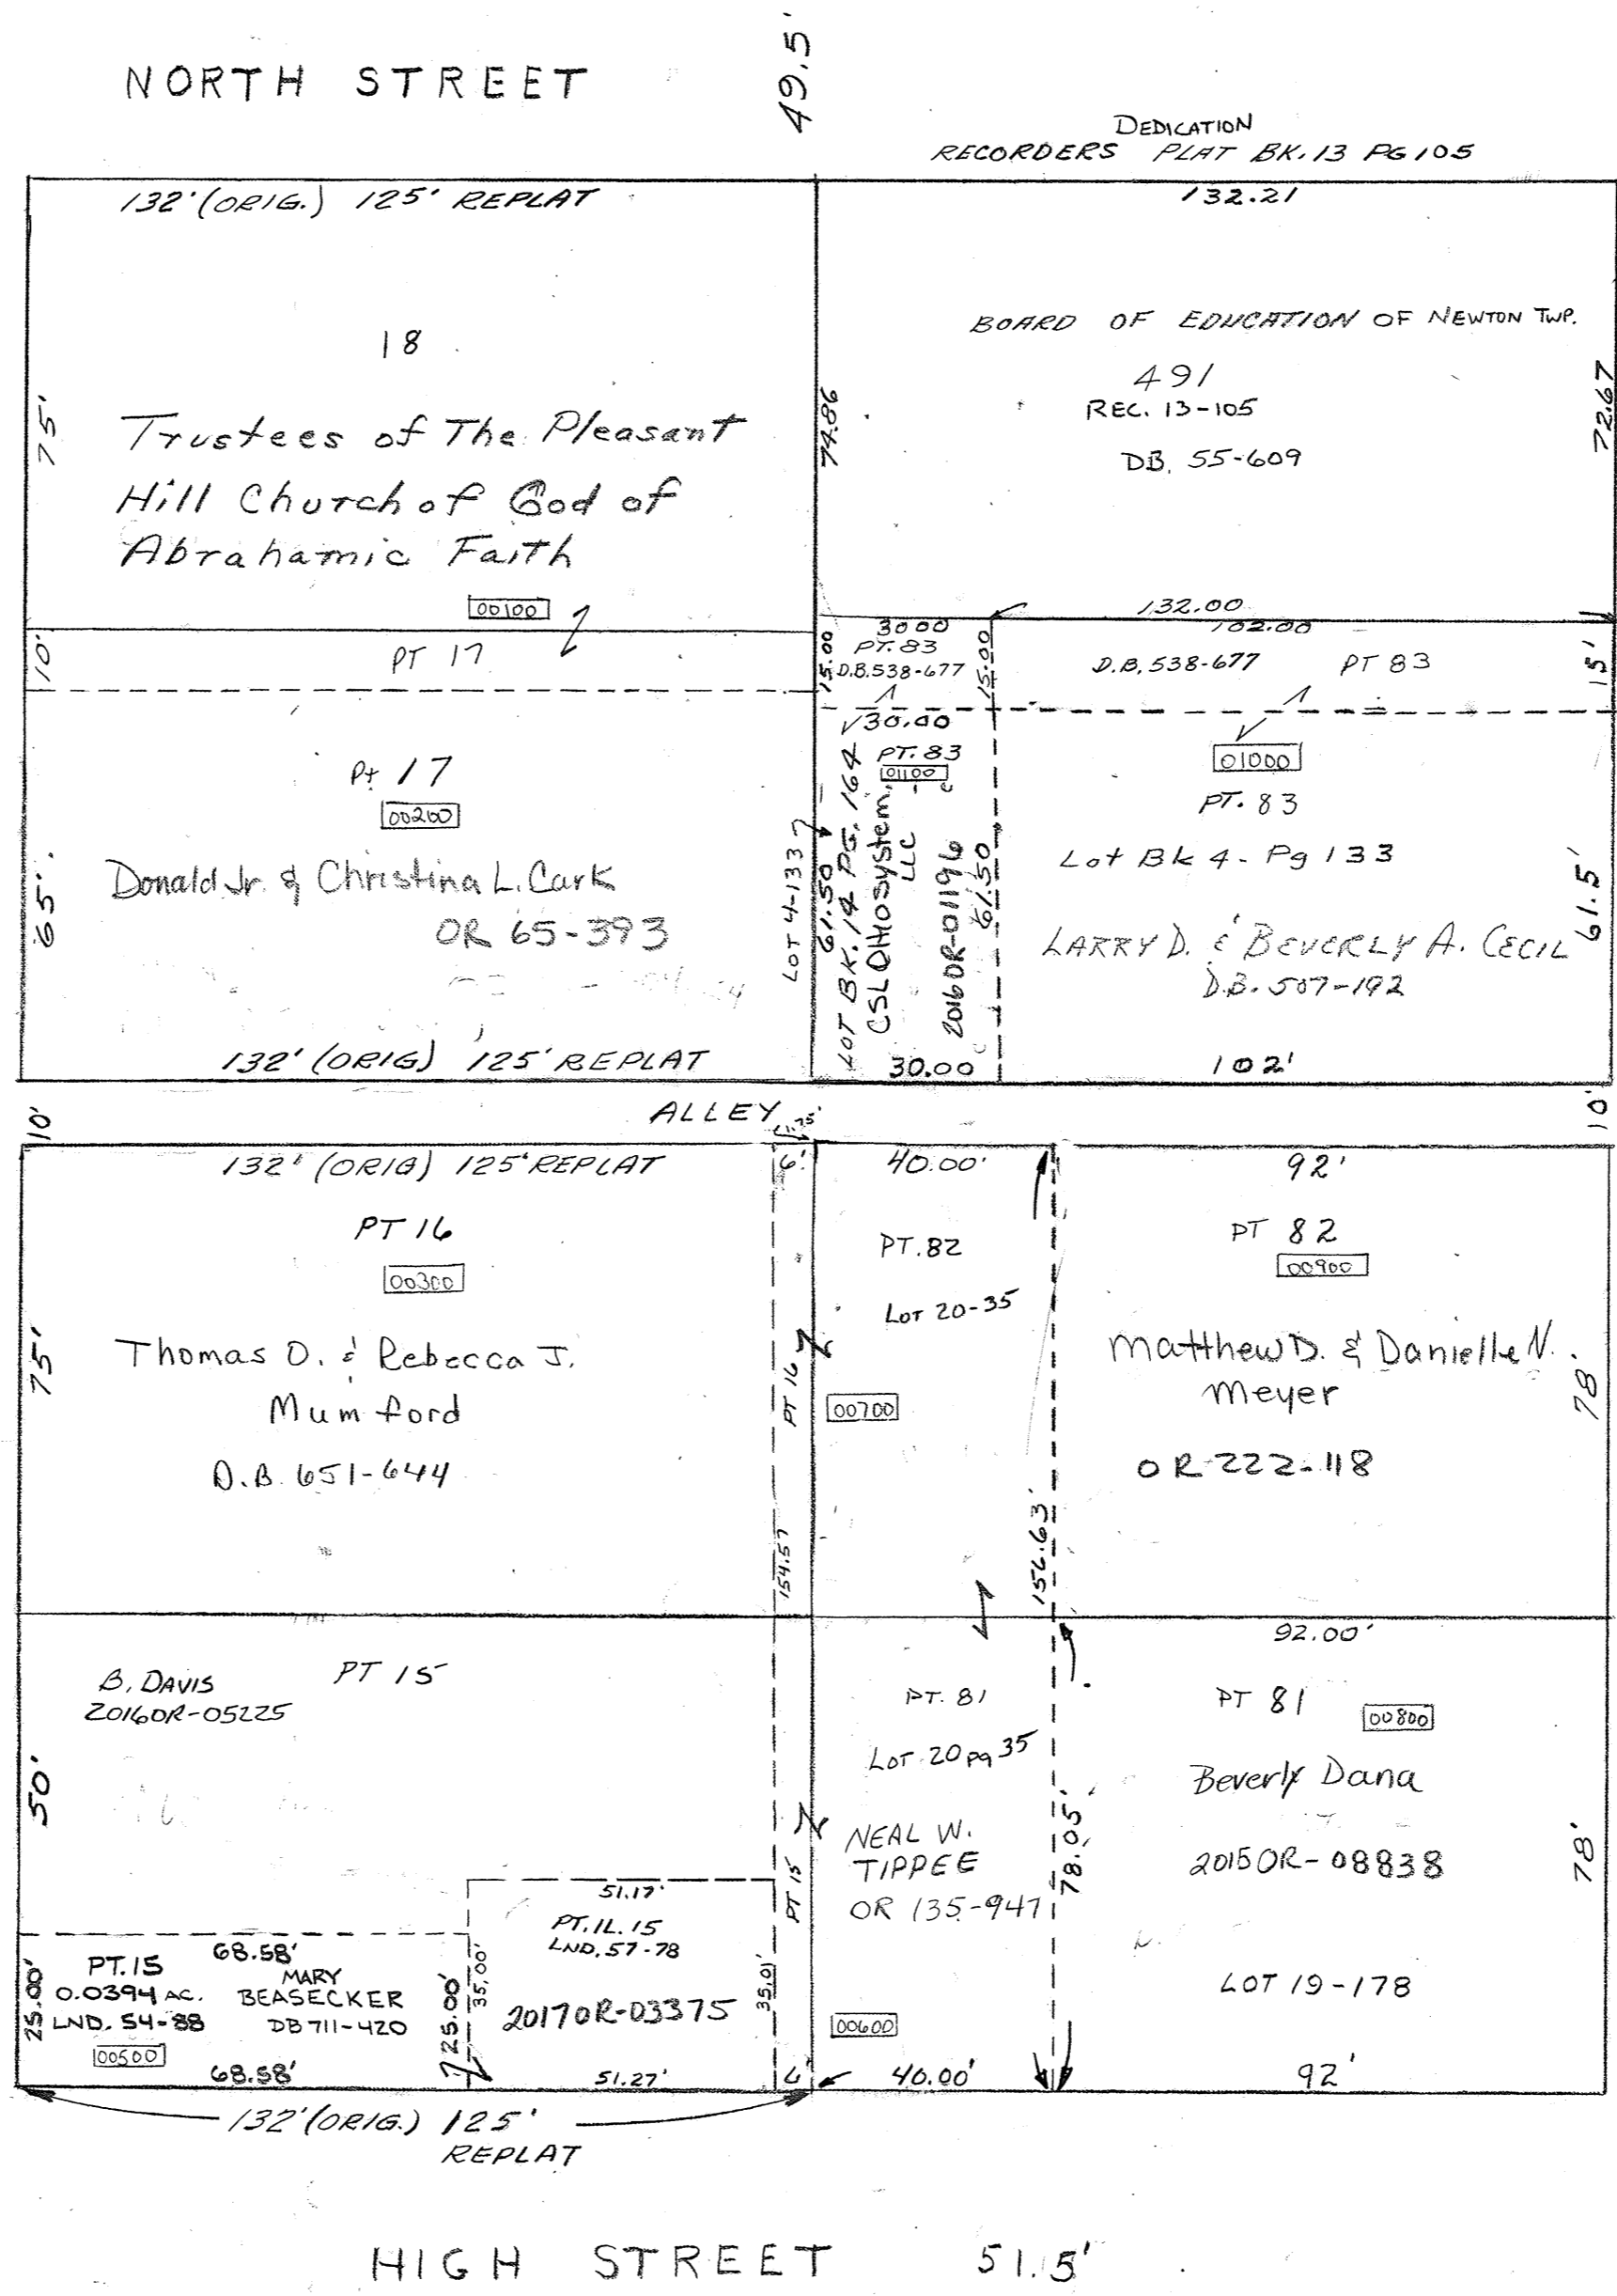 NORTH STREET
49.5'
DEDICATION
RECORDERS PLAT BK. 13 PG 105
132' (ORIG.) 125' REPLAT
132.21
18
75'
Trustees of The Pleasant
Hill Church of God of
Abrahamic Faith
00100
BOARD OF EDUCATION OF NEWTON TWP.
491
REC. 13-105
DB. 55-609
74.86
72.67
132.00
10'
PT 17
30.00
PT. 83
D.B. 538-677
15.00
15.00
102.00
D.B. 538-677 PT 83
15'
Pt 17
00200
Donald Jr. & Christina L. Cark
OR 65-393
65'
132' (ORIG) 125' REPLAT
LOT 4-133
30.00
PT. 83
01100
61.50
LOT BK. 14 PG. 164
CSL OHIO system,
LLC
2016OR-01196
61.50
30.00
01000
PT. 83
Lot Bk 4 - Pg 133
LARRY D. & BEVERLY A. CECIL
D.B. 507-192
61.5'
102'
10'
ALLEY
10'
132' (ORIG) 125' REPLAT
6'
40.00'
92'
PT 16
00300
Thomas O. & Rebecca J.
Mumford
D.B. 651-644
75'
PT 16
154.57
PT. 82
Lot 20-35
00700
156.63'
PT 82
00900
Matthew D. & Danielle N.
Meyer
OR 222-118
78'
B. DAVIS
2016OR-05225
PT 15
50'
PT 15
PT. 81
Lot 20 pg 35
NEAL W.
TIPPEE
OR 135-947
00600
40.00'
78.05'
92.00'
PT 81
00800
Beverly Dana
2015OR-08838
LOT 19-178
78'
92'
25.00'
PT. 15
0.0394 AC.
LND. 54-88
00500
68.58'
MARY
BEASECKER
DB 711-420
68.58'
25.00'
35.00'
51.17'
PT. IL. 15
LND. 57-78
2017OR-03375
35.01'
51.27'
6'
132' (ORIG.) 125'
REPLAT
HIGH STREET 51.5'